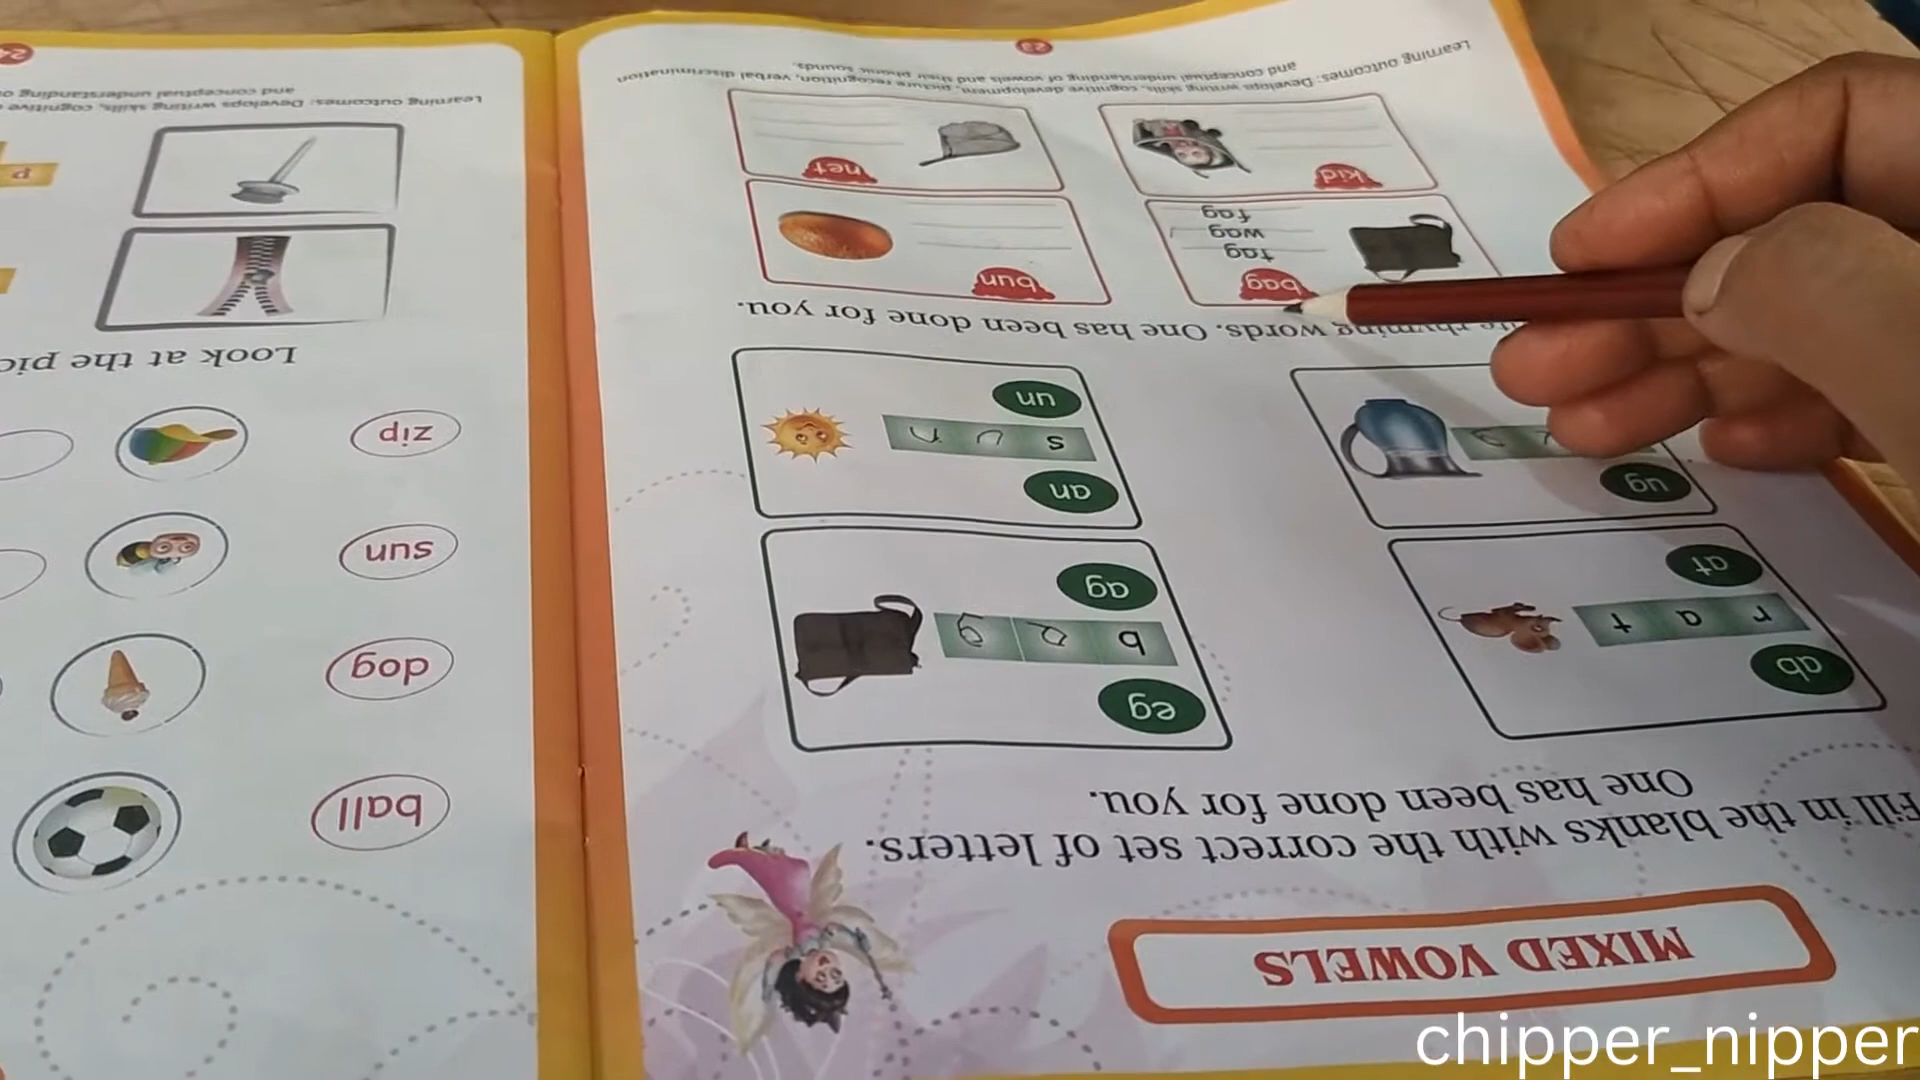 MIXED VOWELS
Fill in the blanks with the correct set of letters.
One has been done for you.
ab
r a t
at
eg
b a g
ag
ug
an
s u n
un
rhyming words. One has been done for you.
bag
tag
wag
fag
bun
kid
net
Learning outcomes: Develops writing skills, cognitive development, picture recognition, verbal discrimination
and conceptual understanding of vowels and their phonic sounds.
Learning outcomes
23
ball
dog
sun
zip
Look at the pic
p
Learning outcomes: Develops writing skills, cognitive
and conceptual understanding
24
chipper_nipper